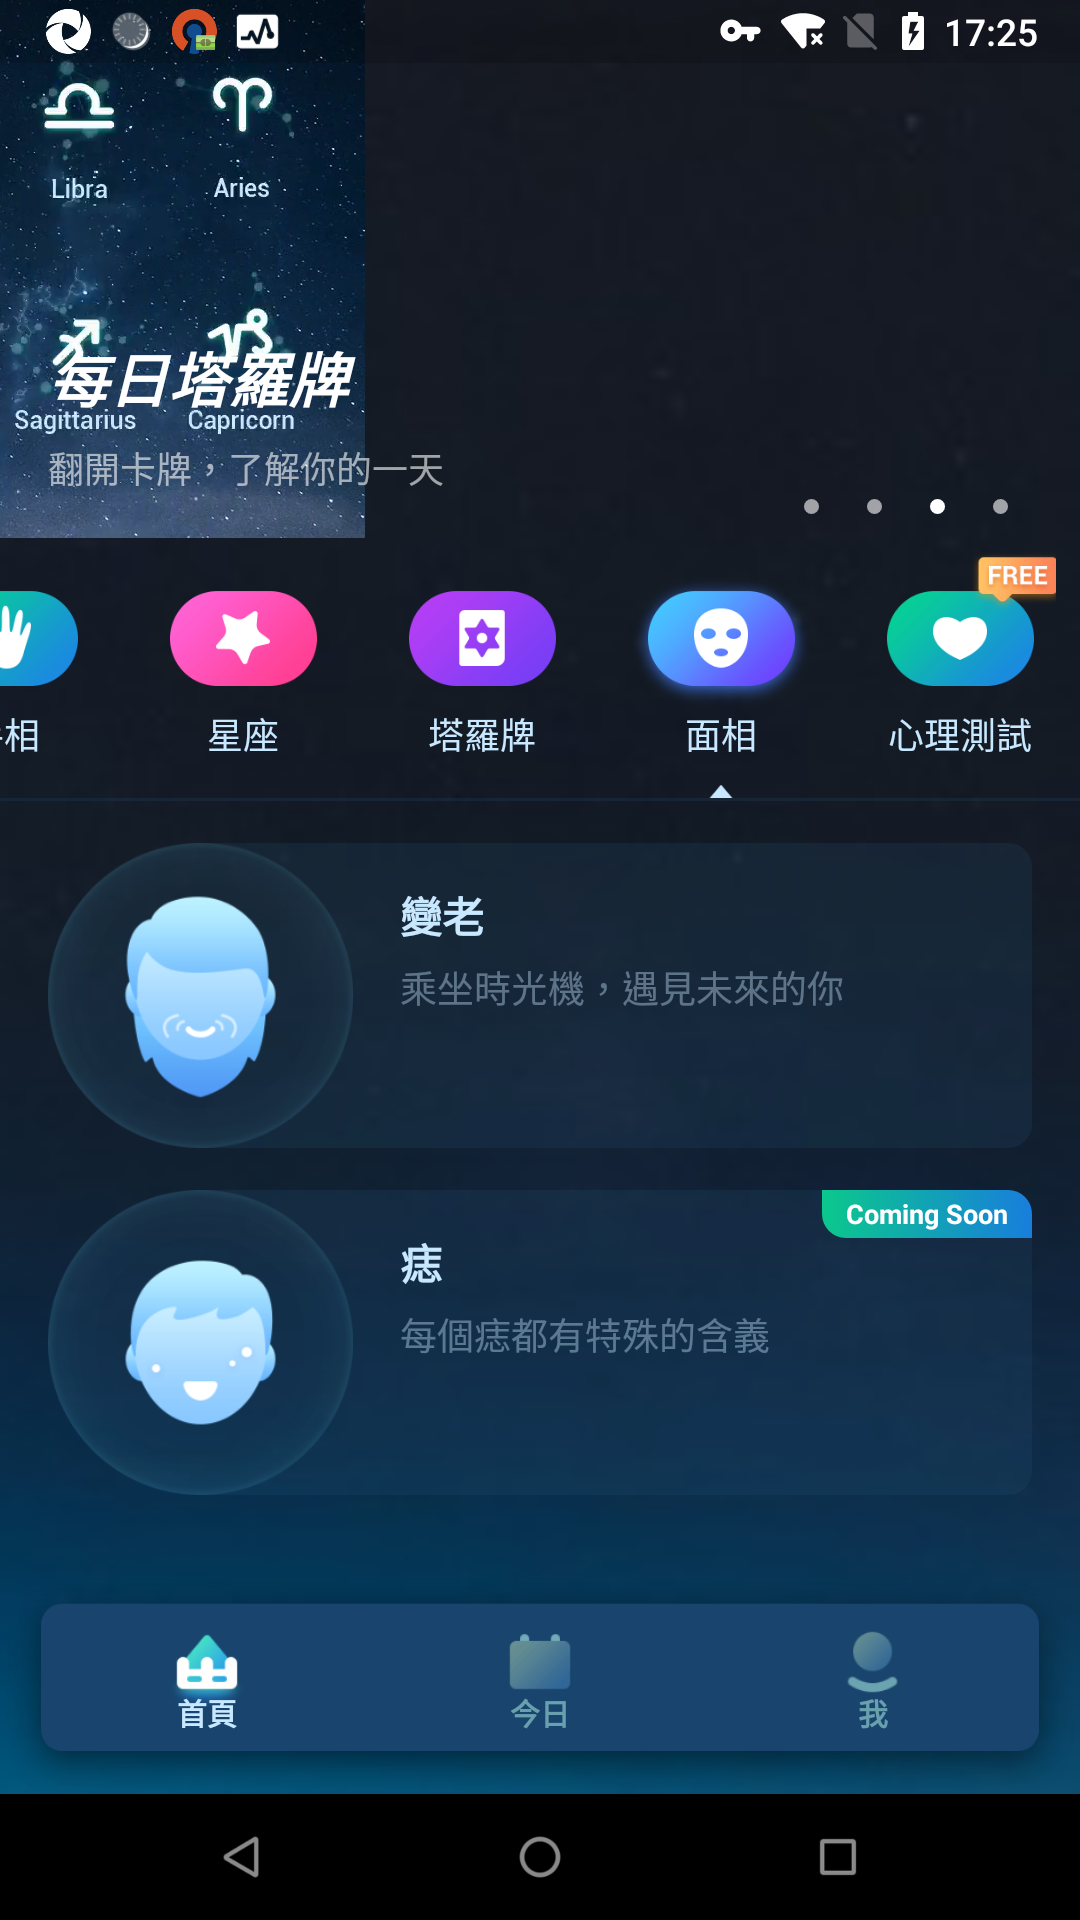 17:25
Libra
Aries
每日塔羅牌
Sagittarius
Capricorn
翻開卡牌，了解你的一天
FREE
相
星座
塔羅牌
面相
心理測試
變老
乘坐時光機，遇見未來的你
Coming Soon
痣
每個痣都有特殊的含義
首頁
今日
我